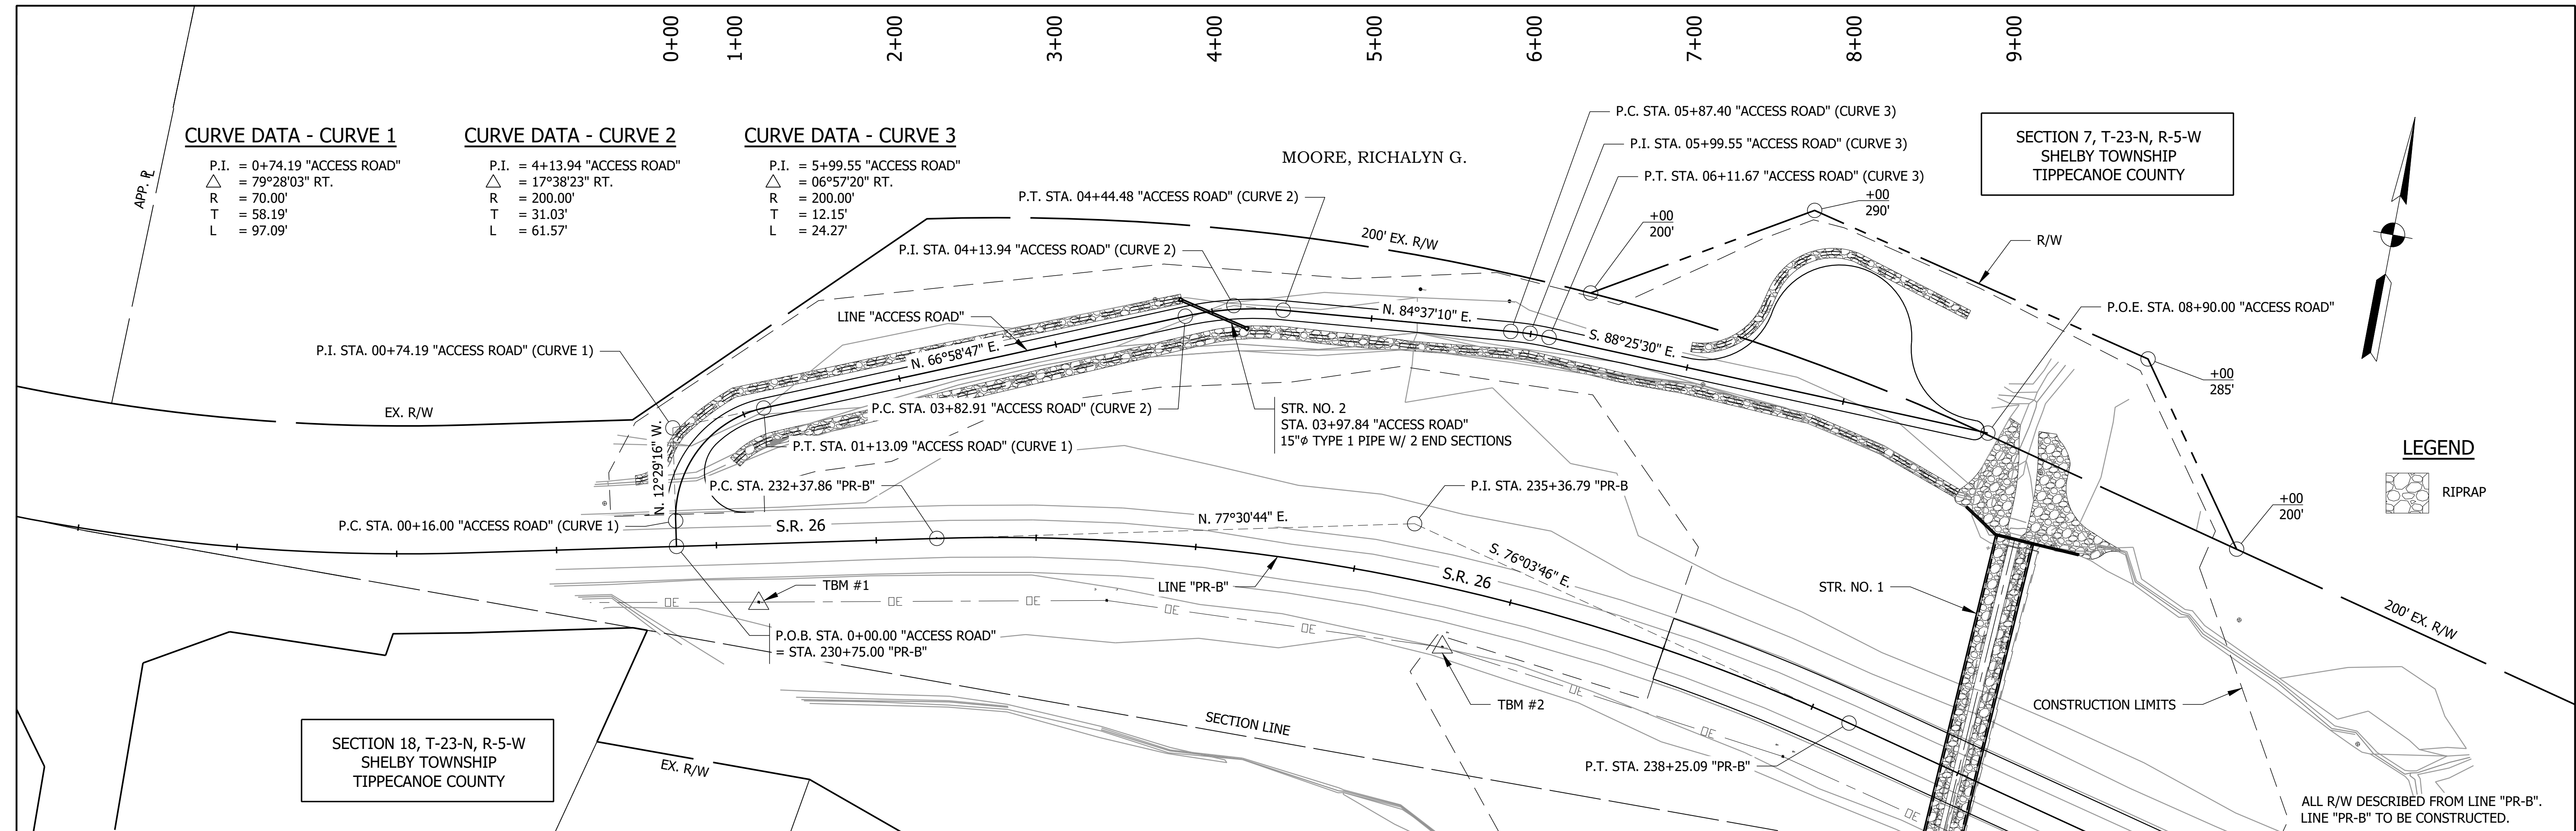 0+00
1+00
2+00
3+00
4+00
5+00
6+00
7+00
8+00
9+00
CURVE DATA - CURVE 1
P.I. = 0+74.19 "ACCESS ROAD"
△ = 79°28'03" RT.
R = 70.00'
T = 58.19'
L = 97.09'
CURVE DATA - CURVE 2
P.I. = 4+13.94 "ACCESS ROAD"
△ = 17°38'23" RT.
R = 200.00'
T = 31.03'
L = 61.57'
CURVE DATA - CURVE 3
P.I. = 5+99.55 "ACCESS ROAD"
△ = 06°57'20" RT.
R = 200.00'
T = 12.15'
L = 24.27'
MOORE, RICHALYN G.
P.C. STA. 05+87.40 "ACCESS ROAD" (CURVE 3)
P.I. STA. 05+99.55 "ACCESS ROAD" (CURVE 3)
P.T. STA. 06+11.67 "ACCESS ROAD" (CURVE 3)
SECTION 7, T-23-N, R-5-W
SHELBY TOWNSHIP
TIPPECANOE COUNTY
APP. ⅊
P.T. STA. 04+44.48 "ACCESS ROAD" (CURVE 2)
+00
290'
+00
200'
200' EX. R/W
R/W
P.I. STA. 04+13.94 "ACCESS ROAD" (CURVE 2)
LINE "ACCESS ROAD"
N. 84°37'10" E.
P.O.E. STA. 08+90.00 "ACCESS ROAD"
P.I. STA. 00+74.19 "ACCESS ROAD" (CURVE 1)
N. 66°58'47" E.
S. 88°25'30" E.
+00
285'
EX. R/W
P.C. STA. 03+82.91 "ACCESS ROAD" (CURVE 2)
STR. NO. 2
STA. 03+97.84 "ACCESS ROAD"
15"ø TYPE 1 PIPE W/ 2 END SECTIONS
P.T. STA. 01+13.09 "ACCESS ROAD" (CURVE 1)
N. 12°29'16" W.
LEGEND
RIPRAP
P.C. STA. 232+37.86 "PR-B"
P.I. STA. 235+36.79 "PR-B
+00
200'
P.C. STA. 00+16.00 "ACCESS ROAD" (CURVE 1)
S.R. 26
N. 77°30'44" E.
S. 76°03'46" E.
TBM #1
LINE "PR-B"
S.R. 26
STR. NO. 1
OE
OE
OE
OE
OE
OE
OE
200' EX. R/W
P.O.B. STA. 0+00.00 "ACCESS ROAD"
= STA. 230+75.00 "PR-B"
TBM #2
CONSTRUCTION LIMITS
SECTION LINE
SECTION 18, T-23-N, R-5-W
SHELBY TOWNSHIP
TIPPECANOE COUNTY
EX. R/W
P.T. STA. 238+25.09 "PR-B"
ALL R/W DESCRIBED FROM LINE "PR-B".
LINE "PR-B" TO BE CONSTRUCTED.